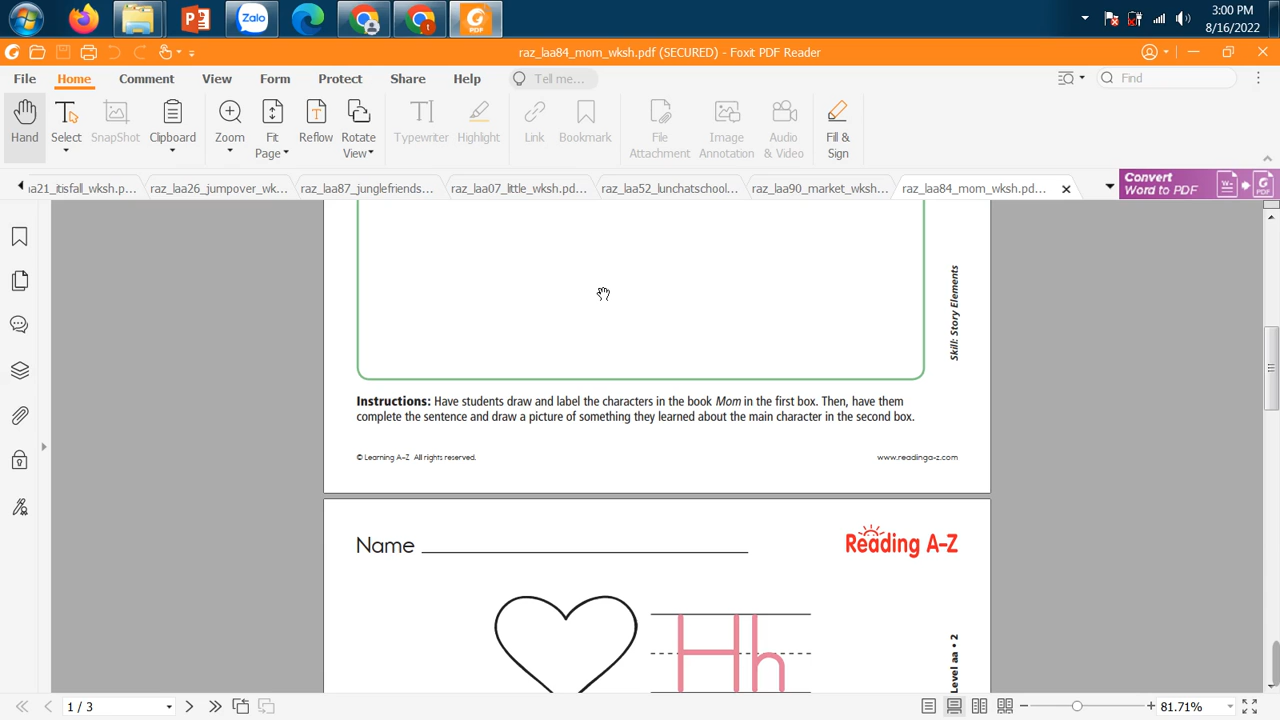 Zalo
PDF
3:00 PM
8/16/2022
raz_laa84_mom_wksh.pdf (SECURED) - Foxit PDF Reader
File
Home
Comment
View
Form
Protect
Share
Help
Tell me...
Find
Hand
Select
SnapShot
Clipboard
Zoom
Fit Page
Reflow
Rotate View
Typewriter
Highlight
Link
Bookmark
File Attachment
Image Annotation
Audio & Video
Fill & Sign
a21_itisfall_wksh.p...
raz_laa26_jumpover_wk...
raz_laa87_junglefriends...
raz_laa07_little_wksh.pd...
raz_laa52_lunchatschool...
raz_laa90_market_wksh...
raz_laa84_mom_wksh.pd...
Convert
Word to PDF
Skill: Story Elements
Instructions: Have students draw and label the characters in the book Mom in the first box. Then, have them
complete the sentence and draw a picture of something they learned about the main character in the second box.
© Learning A–Z All rights reserved.
www.readinga-z.com
Name
Reading A–Z
Hh
Level aa • 2
1 / 3
81.71%